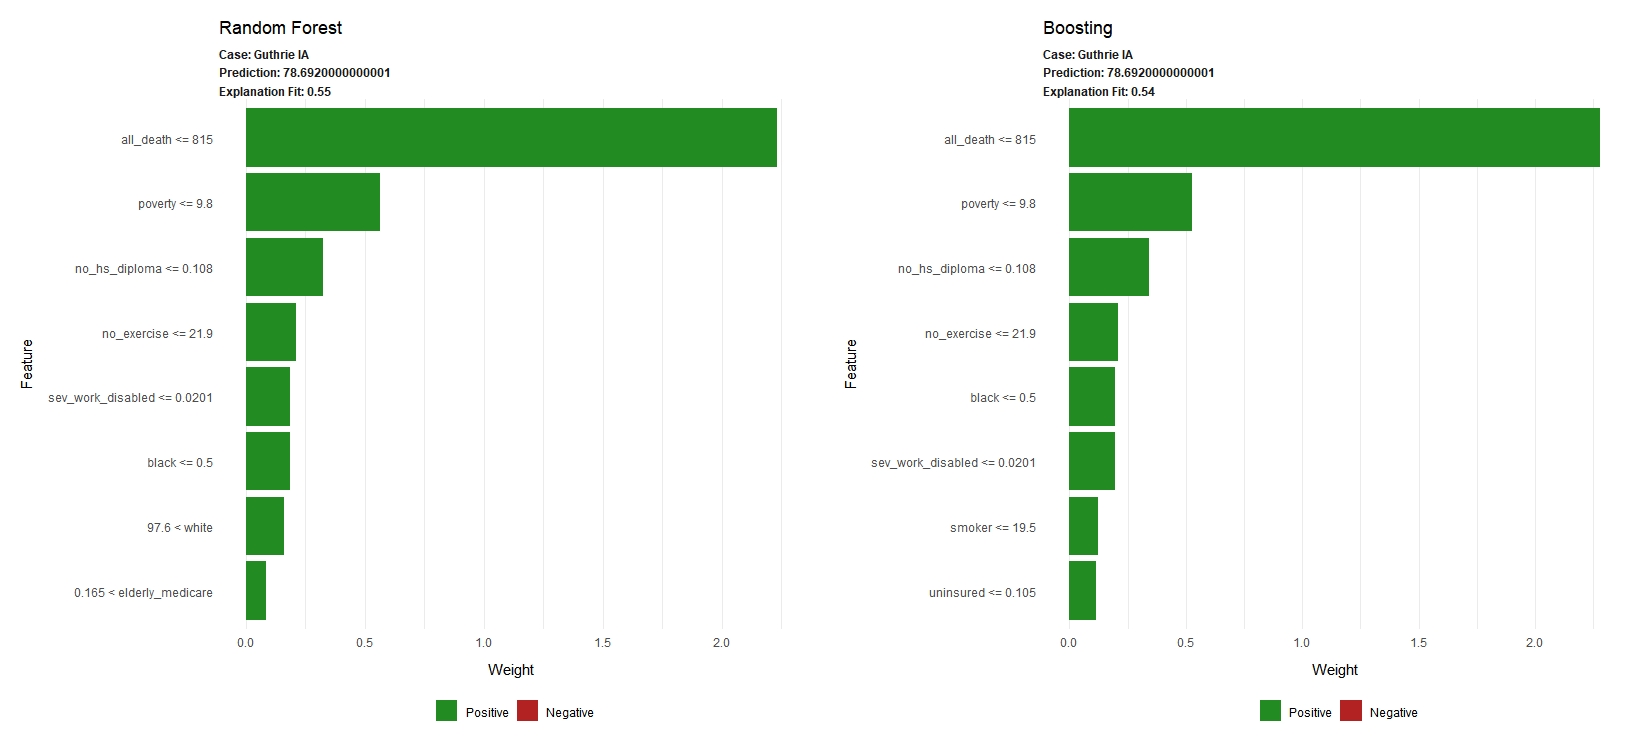 Random Forest
Case: Guthrie IA
Prediction: 78.6920000000001
Explanation Fit: 0.55
all_death <= 815
poverty <= 9.8
no_hs_diploma <= 0.108
no_exercise <= 21.9
sev_work_disabled <= 0.0201
black <= 0.5
97.6 < white
0.165 < elderly_medicare
Feature
0.0 0.5 1.0 1.5 2.0
Weight
Positive Negative
Boosting
Case: Guthrie IA
Prediction: 78.6920000000001
Explanation Fit: 0.54
all_death <= 815
poverty <= 9.8
no_hs_diploma <= 0.108
no_exercise <= 21.9
black <= 0.5
sev_work_disabled <= 0.0201
smoker <= 19.5
uninsured <= 0.105
Feature
0.0 0.5 1.0 1.5 2.0
Weight
Positive Negative